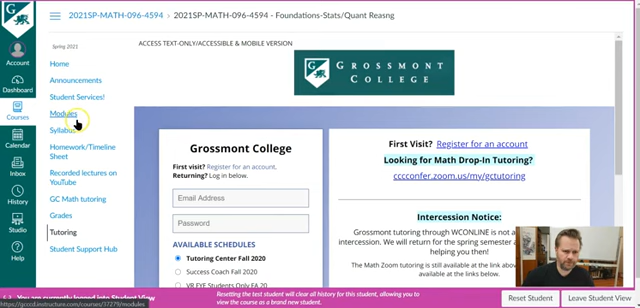 2021SP-MATH-096-4594 > 2021SP-MATH-096-4594 - Foundations-Stats/Quant Reasng
Account
Dashboard
Courses
Calendar
Inbox
History
Studio
Help
Spring 2021
Home
Announcements
Student Services!
Modules
Syllabus
Homework/Timeline
Sheet
Recorded lectures on
YouTube
GC Math tutoring
Grades
Tutoring
Student Support Hub
ACCESS TEXT-ONLY/ACCESSIBLE & MOBILE VERSION
GROSSMONT
COLLEGE
Grossmont College
First visit? Register for an account.
Returning? Log in below.
Email Address
Password
AVAILABLE SCHEDULES
Tutoring Center Fall 2020
Success Coach Fall 2020
VR EYE Students Only FA 2020
First Visit? Register for an account
Looking for Math Drop-In Tutoring?
cccconfer.zoom.us/my/gctutoring
Intercession Notice:
Grossmont tutoring through WCONLINE is not a
intercession. We will return for the spring semester a
helping you then!
The Math Zoom tutoring is still available at the link abov
available at the links below.
You are currently logged into Student View
Resetting the test student will clear all history for this student, allowing you to
view the course as a brand new student.
Reset Student
Leave Student View